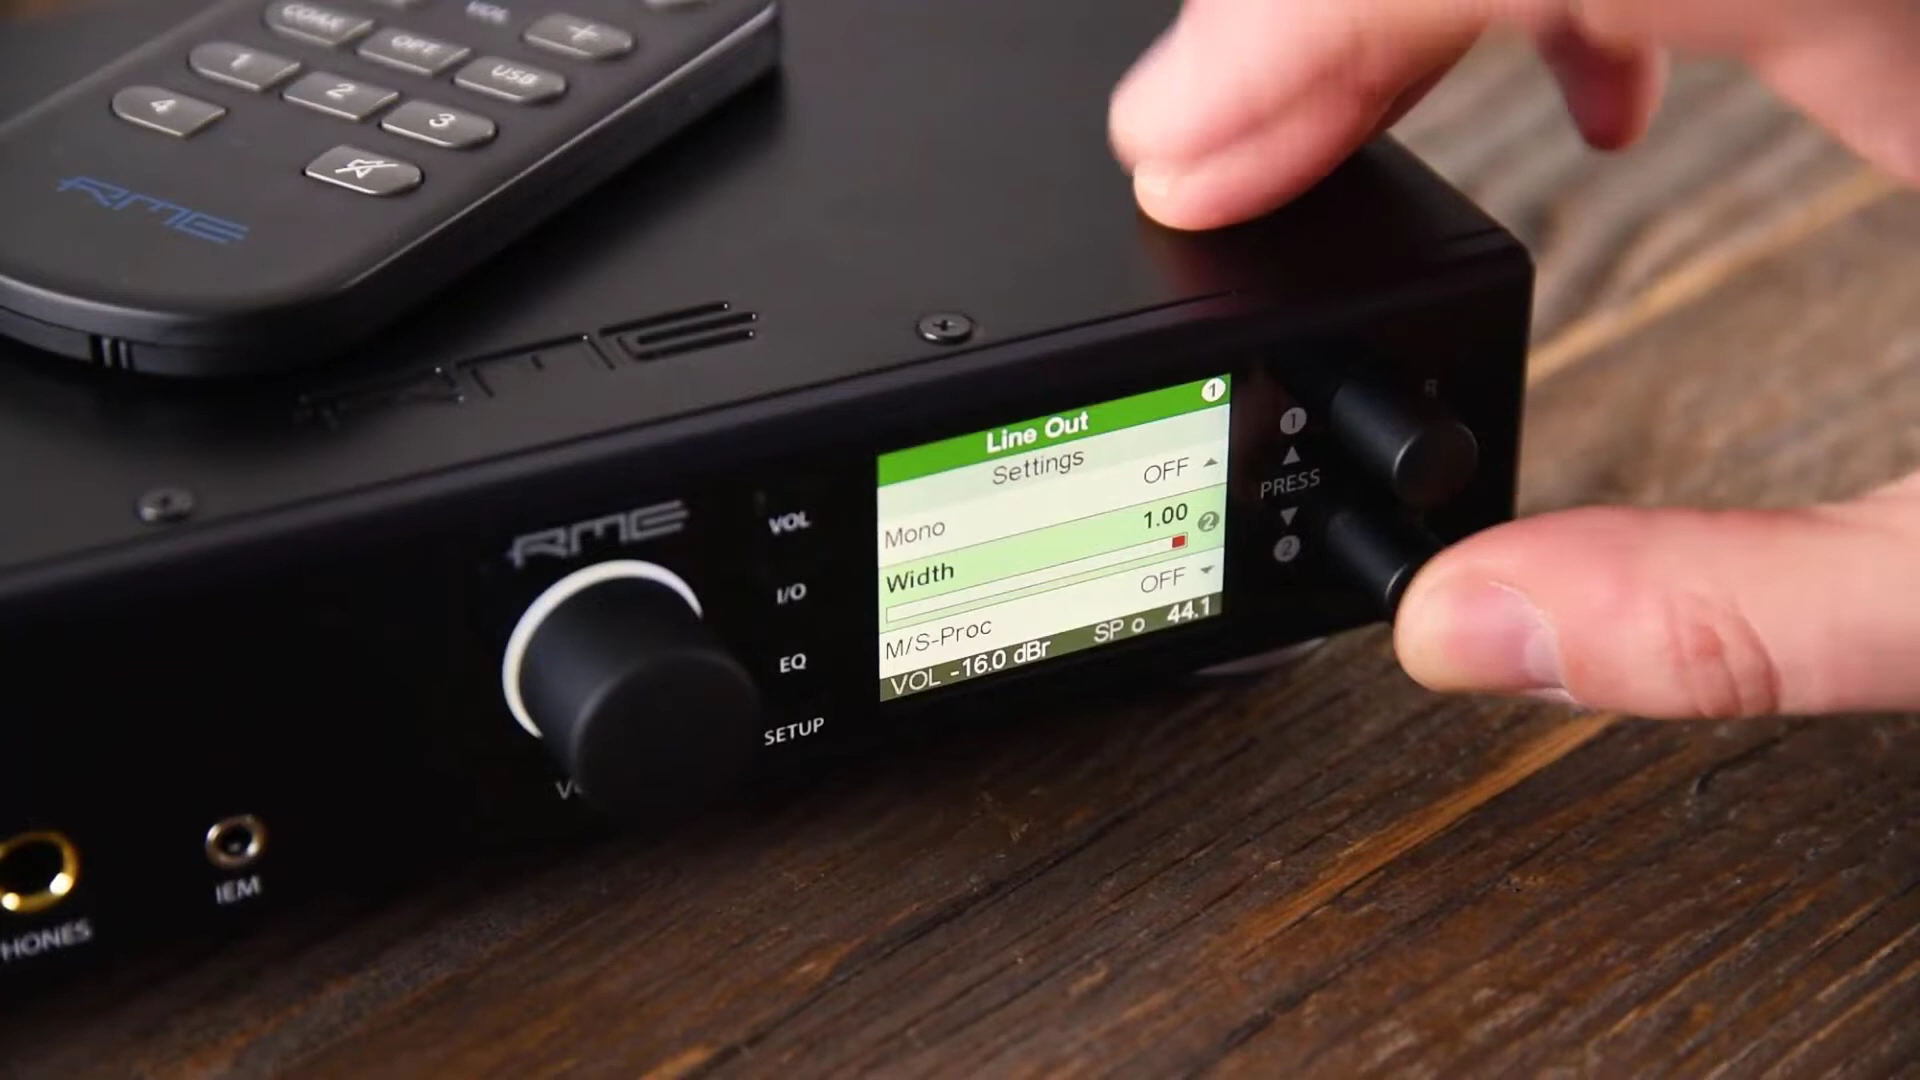 VOL
COAX
OPT
USB
+
1
2
3
4
RME
RME
RME
VOL
I/O
EQ
SETUP
Line Out 1
Settings
OFF
Mono
1.00 2
Width
OFF
M/S-Proc
SP o 44.1
VOL -16.0 dBr
R
1
PRESS
2
IEM
HONES